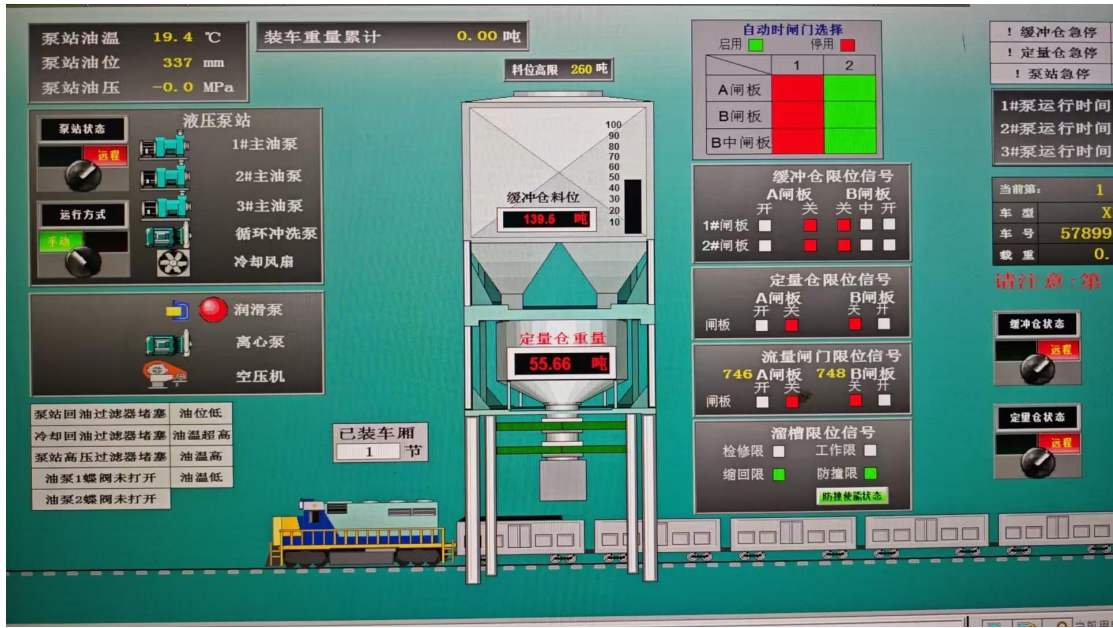 泵站油温 19.4 ℃
泵站油位 337 mm
泵站油压 -0.0 MPa
装车重量累计 0.00 吨
料位高限 260 吨
自动时闸门选择
启用 停用
1 2
A闸板
B闸板
B中闸板
! 缓冲仓急停
! 定量仓急停
! 泵站急停
1#泵运行时间
2#泵运行时间
3#泵运行时间
液压泵站
泵站状态
远程
运行方式
手动
1#主油泵
2#主油泵
3#主油泵
循环冲洗泵
冷却风扇
润滑泵
离心泵
空压机
100
90
80
70
60
50
40
30
20
10
缓冲仓料位
139.5 吨
定量仓重量
55.66 吨
缓冲仓限位信号
A闸板 B闸板
开 关 关 中 开
1#闸板
2#闸板
定量仓限位信号
A闸板 B闸板
开 关 关 开
闸板
流量闸门限位信号
746 A闸板 748 B闸板
开 关 关 开
闸板
溜槽限位信号
检修限 工作限
缩回限 防撞限
防撞使能状态
当前第: 1
车 型 X
车 号 57899
载 重 0.
请注意:第
缓冲仓状态
远程
定量仓状态
远程
泵站回油过滤器堵塞 油位低
冷却回油过滤器堵塞 油温超高
泵站高压过滤器堵塞 油温高
油泵1蝶阀未打开 油温低
油泵2蝶阀未打开
已装车厢
1 节